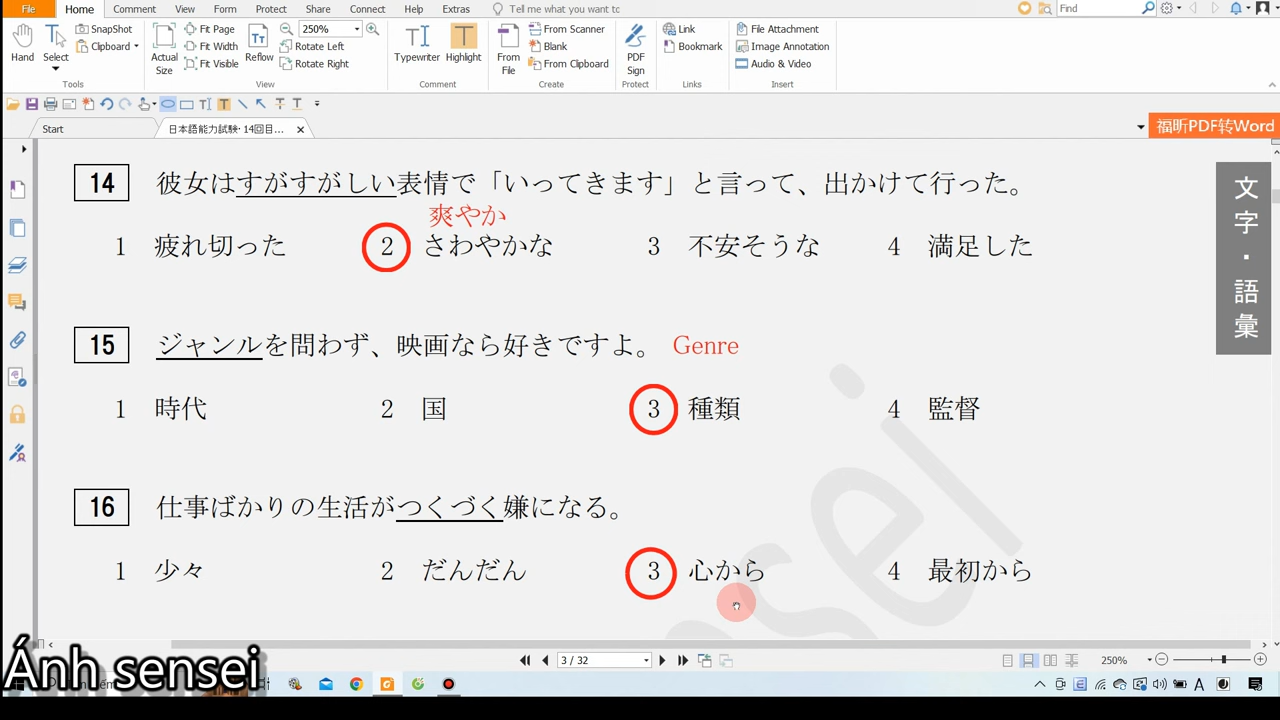 File Home Comment View Form Protect Share Connect Help Extras Tell me what you want to Find
Hand Select SnapShot Clipboard Actual Size Fit Page Fit Width Fit Visible Reflow 250% Rotate Left Rotate Right Typewriter Highlight From File From Scanner Blank From Clipboard PDF Sign Link Bookmark File Attachment Image Annotation Audio & Video
Tools View Comment Create Protect Links Insert
Start 日本語能力試験・14回目... 福昕PDF转Word
14 彼女はすがすがしい表情で「いってきます」と言って、出かけて行った。
爽やか
1 疲れ切った 2 さわやかな 3 不安そうな 4 満足した
15 ジャンルを問わず、映画なら好きですよ。 Genre
1 時代 2 国 3 種類 4 監督
16 仕事ばかりの生活がつくづく嫌になる。
1 少々 2 だんだん 3 心から 4 最初から
文字・語彙
3 / 32 250%
Ánh sensei